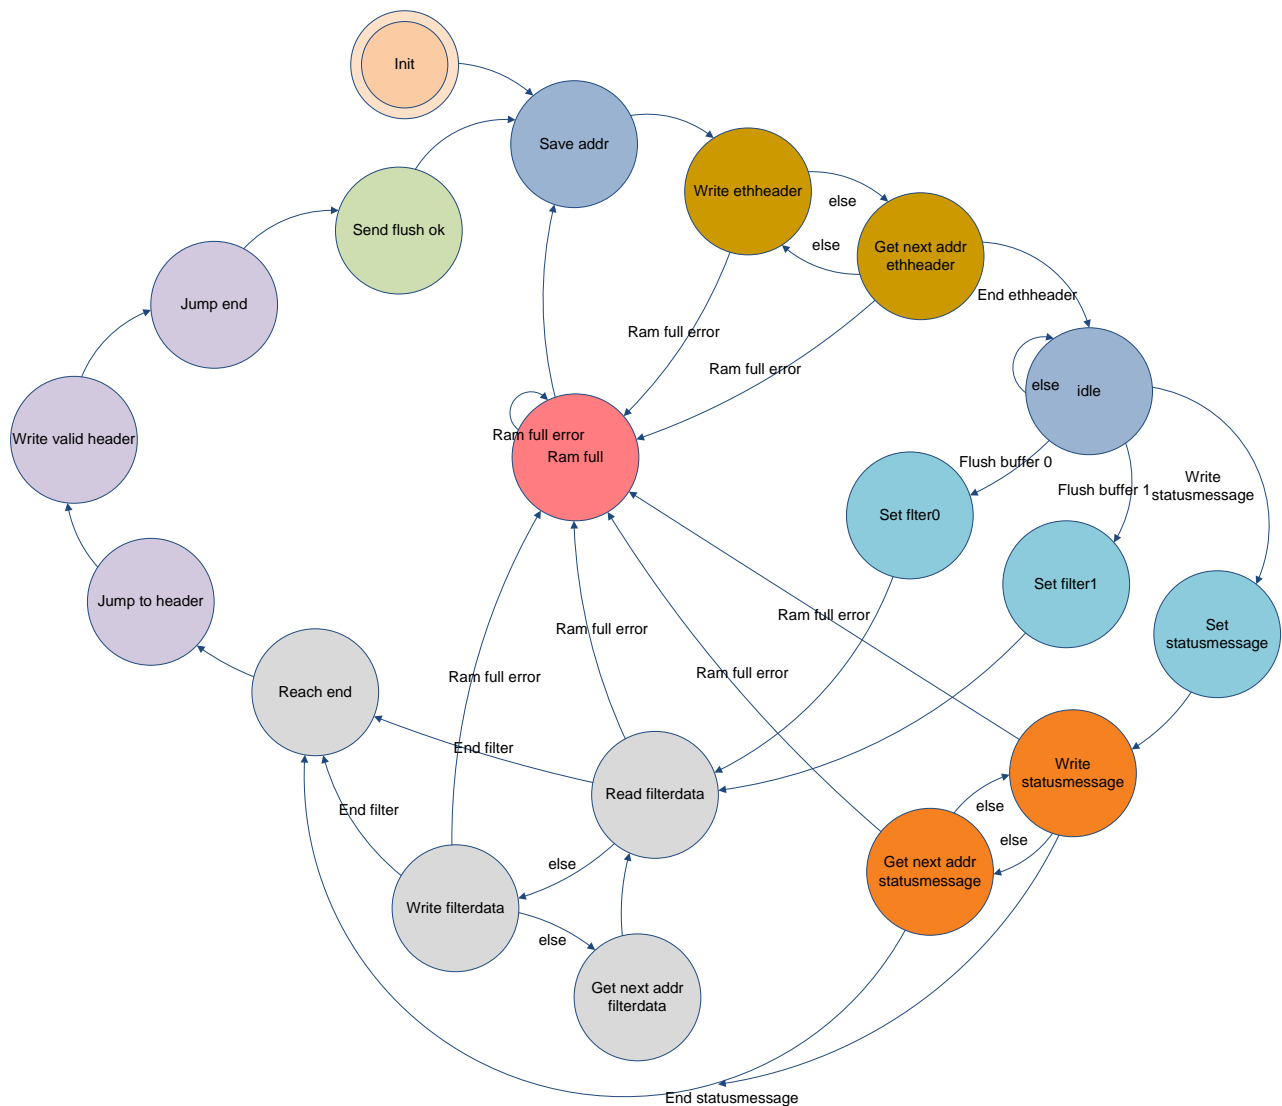 Init
Save addr
Write ethheader
else
Send flush ok
else
Get next addr
ethheader
Jump end
End ethheader
Ram full error
Ram full error
else
idle
Write valid header
Ram full error
Ram full
Flush buffer 0
Flush buffer 1
Write
statusmessage
Set flter0
Set filter1
Jump to header
Ram full error
Ram full error
Set
statusmessage
Ram full error
Ram full error
Reach end
End filter
Write
statusmessage
Read filterdata
else
End filter
else
else
Get next addr
statusmessage
Write filterdata
else
Get next addr
filterdata
End statusmessage